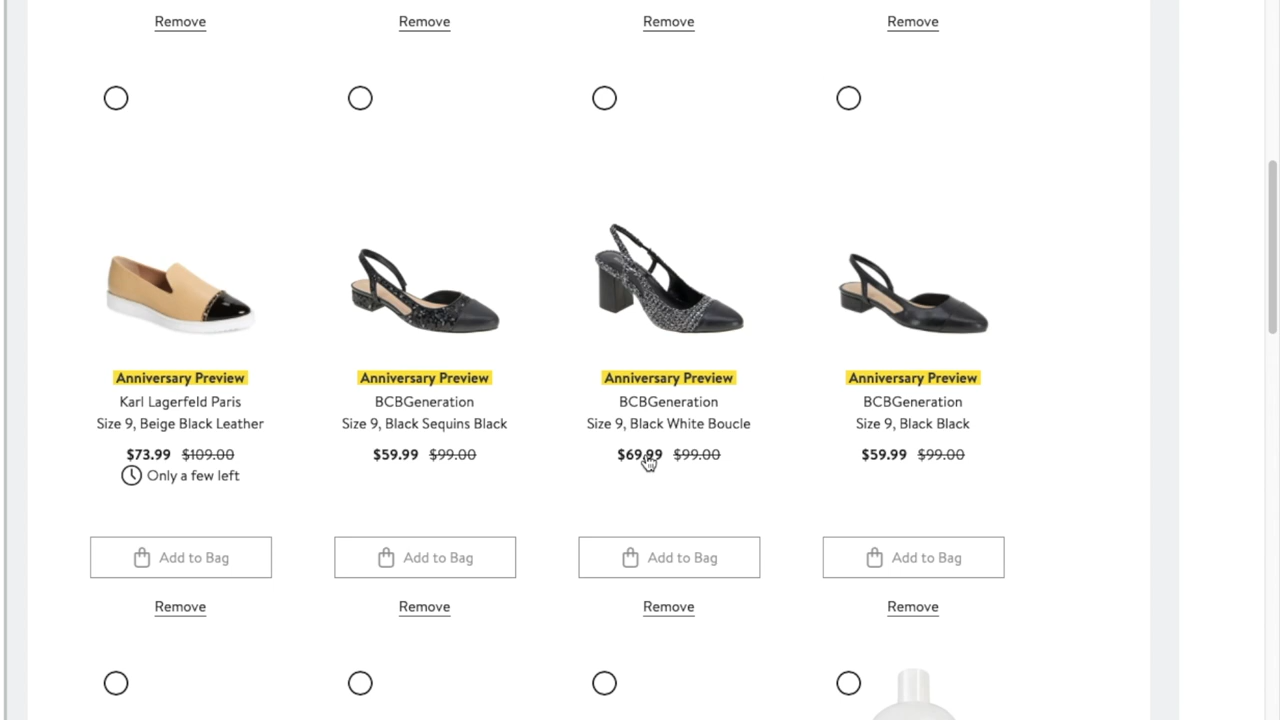 Remove Remove Remove Remove
Anniversary Preview Anniversary Preview Anniversary Preview Anniversary Preview
Karl Lagerfeld Paris BCBGeneration BCBGeneration BCBGeneration
Size 9, Beige Black Leather Size 9, Black Sequins Black Size 9, Black White Boucle Size 9, Black Black
$73.99 $109.00 $59.99 $99.00 $69.99 $99.00 $59.99 $99.00
Only a few left
Add to Bag Add to Bag Add to Bag Add to Bag
Remove Remove Remove Remove